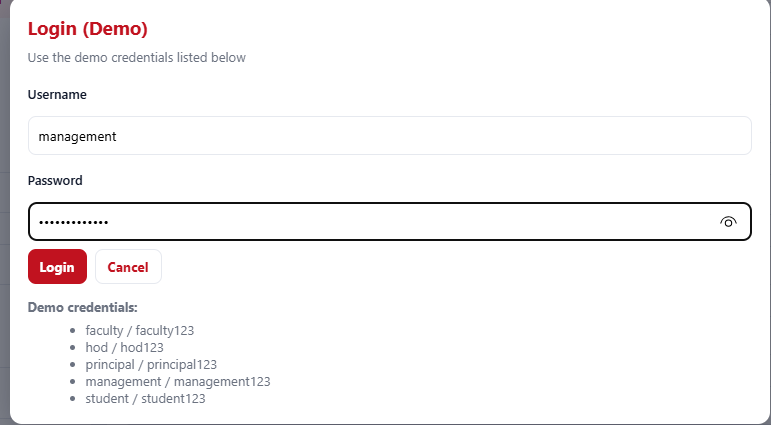 Login (Demo)
Use the demo credentials listed below
Username
management
Password
•••••••••••••
Login Cancel
Demo credentials:
• faculty / faculty123
• hod / hod123
• principal / principal123
• management / management123
• student / student123